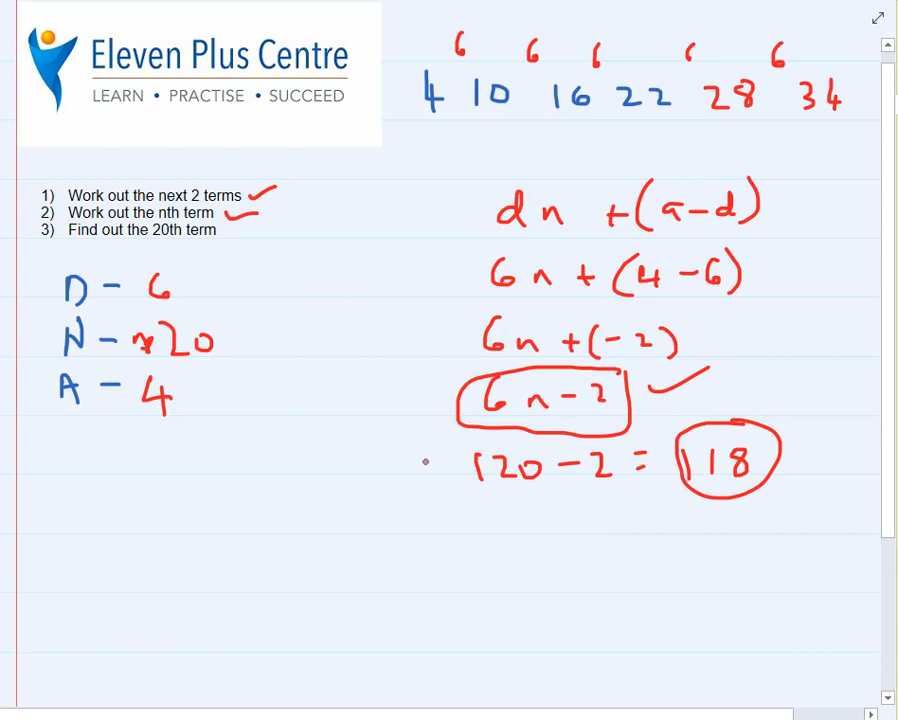 Eleven Plus Centre
LEARN • PRACTISE • SUCCEED
6 6 6 6 6
4 10 16 22 28 34
1) Work out the next 2 terms
2) Work out the nth term
3) Find out the 20th term
dn + (a - d)
D - 6
6n + (4 - 6)
N - 20
6n + (-2)
A - 4
6n - 2
120 - 2 = 118